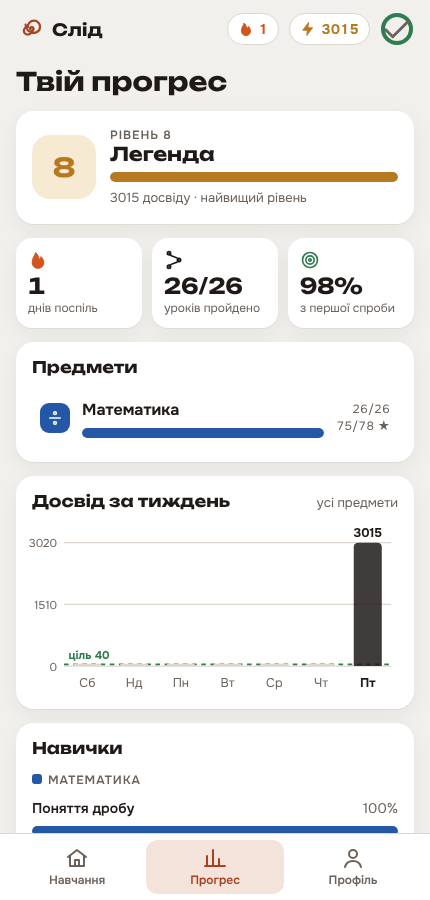 Слід
1
3015
Твій прогрес
8
РІВЕНЬ 8
Легенда
3015 досвіду · найвищий рівень
1
днів поспіль
26/26
уроків пройдено
98%
з першої спроби
Предмети
Математика
26/26
75/78 ★
Досвід за тиждень
усі предмети
3015
3020
1510
ціль 40
0
Сб Нд Пн Вт Ср Чт Пт
Навички
МАТЕМАТИКА
Поняття дробу
100%
Навчання
Прогрес
Профіль